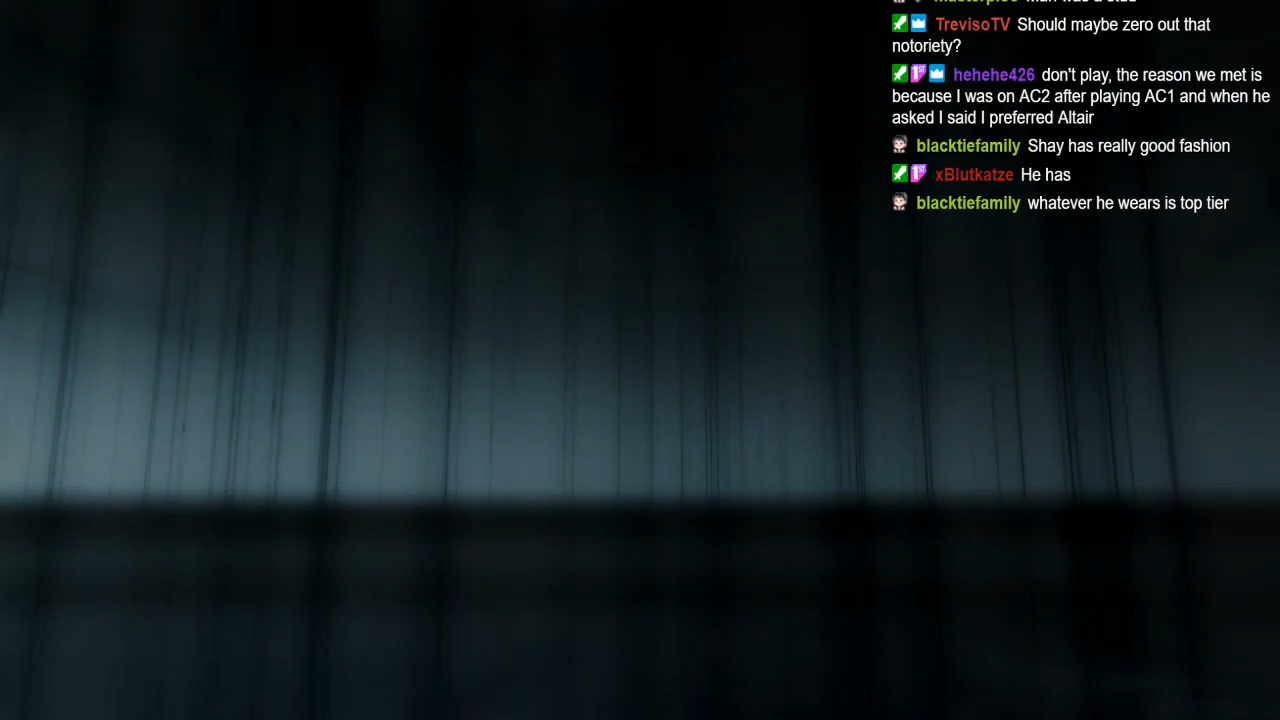 TrevisoTV Should maybe zero out that
notoriety?
hehehe426 don't play, the reason we met is
because I was on AC2 after playing AC1 and when he
asked I said I preferred Altair
blacktiefamily Shay has really good fashion
xBlutkatze He has
blacktiefamily whatever he wears is top tier